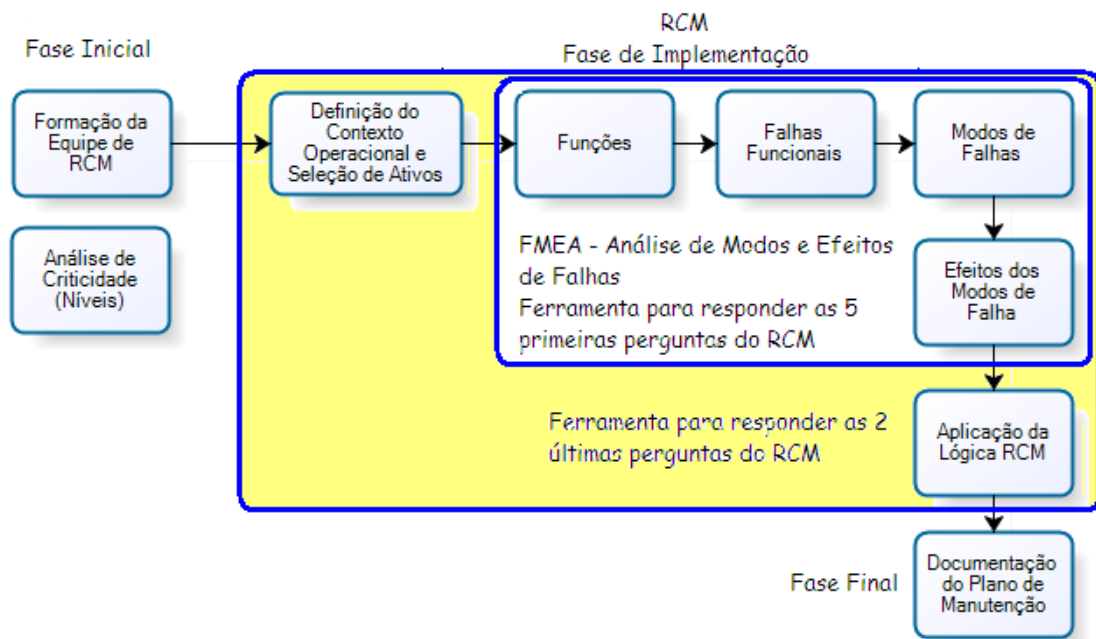 RCM
Fase de Implementação
Fase Inicial
Formação da
Equipe de
RCM
Definição do
Contexto
Operacional e
Seleção de Ativos
Funções
Falhas
Funcionais
Modos de
Falhas
Análise de
Criticidade
(Níveis)
FMEA - Análise de Modos e Efeitos
de Falhas
Ferramenta para responder as 5
primeiras perguntas do RCM
Efeitos dos
Modos de
Falha
Ferramenta para responder as 2
últimas perguntas do RCM
Aplicação da
Lógica RCM
Fase Final
Documentação
do Plano de
Manutenção